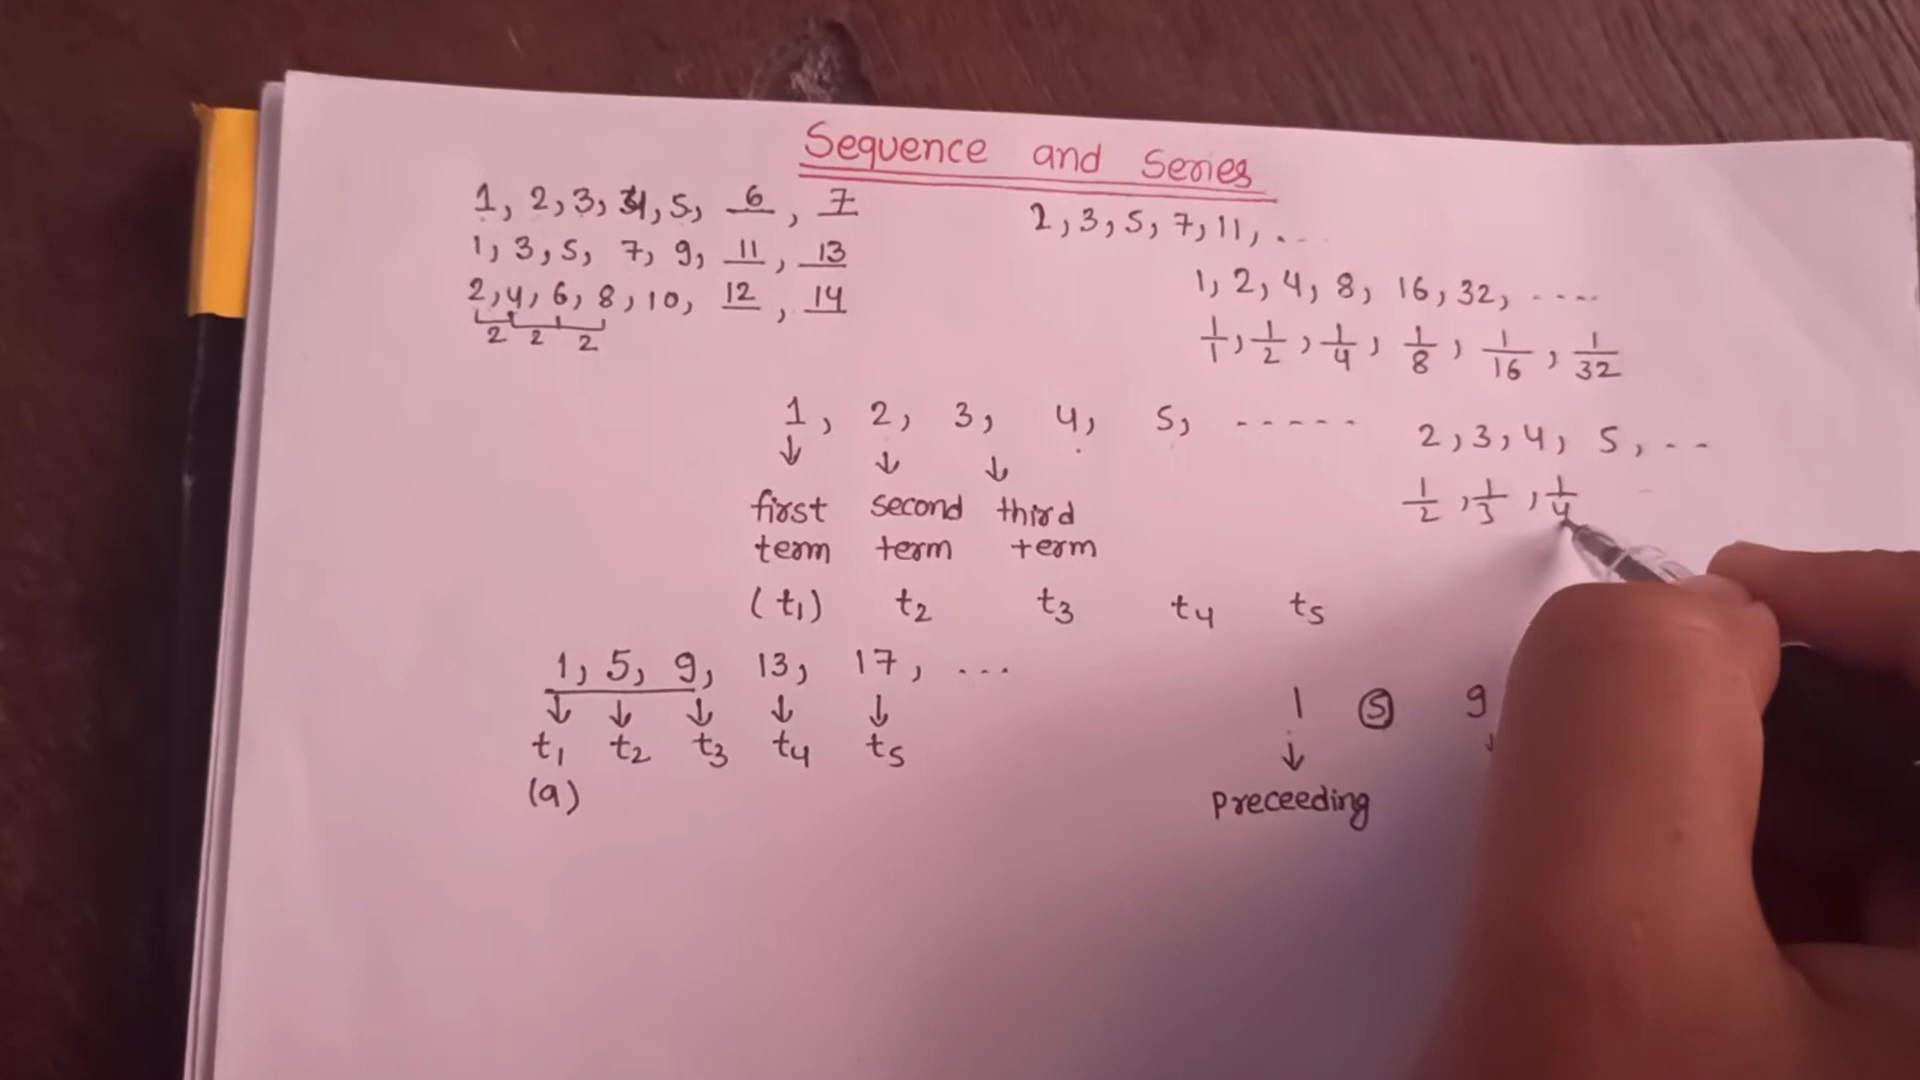 Sequence and Series
1, 2, 3, 4, 5, 6, 7
1, 3, 5, 7, 9, 11, 13
2, 4, 6, 8, 10, 12, 14
2 2 2
2, 3, 5, 7, 11, ...
1, 2, 4, 8, 16, 32, ----
1/1, 1/2, 1/4, 1/8, 1/16, 1/32
1, 2, 3, 4, 5, -----
↓ ↓ ↓
first second third
term term term
(t₁) t₂ t₃ t₄ t₅
2, 3, 4, 5, --
1/2, 1/3, 1/4
1, 5, 9, 13, 17, ...
↓ ↓ ↓ ↓ ↓
t₁ t₂ t₃ t₄ t₅
(a)
1 5 9
↓ ↓
Preceeding